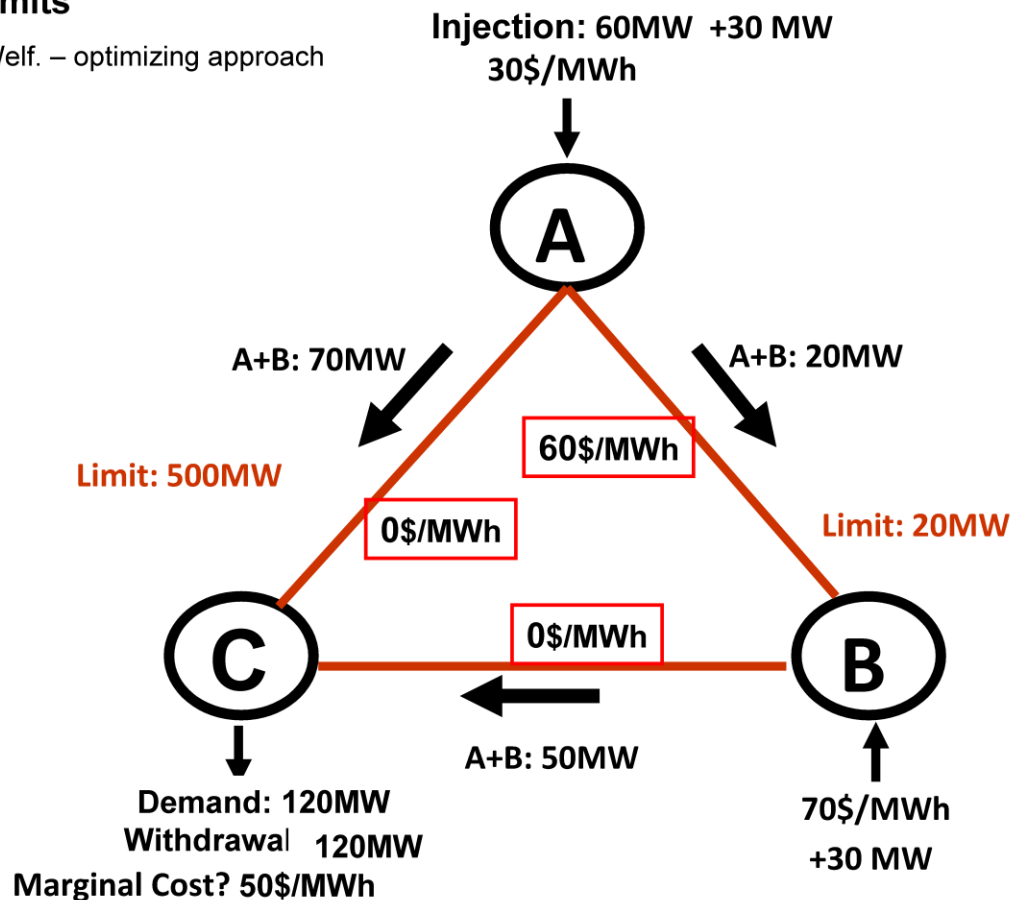 mits
Welf. – optimizing approach
Injection: 60MW +30 MW
30$/MWh
A
A+B: 70MW
A+B: 20MW
60$/MWh
Limit: 500MW
0$/MWh
Limit: 20MW
0$/MWh
C
B
A+B: 50MW
Demand: 120MW
Withdrawal 120MW
Marginal Cost? 50$/MWh
70$/MWh
+30 MW